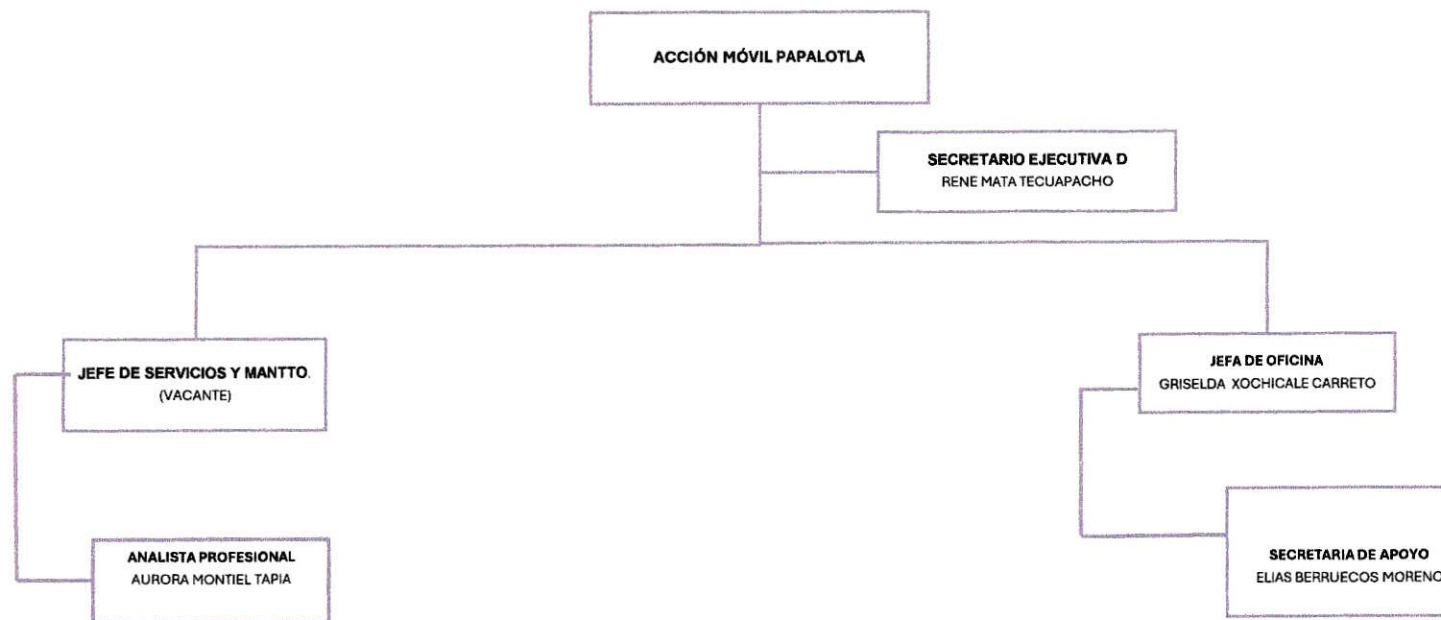 ACCIÓN MÓVIL PAPALOTLA
SECRETARIO EJECUTIVA D
RENE MATA TECUAPACHO
JEFE DE SERVICIOS Y MANTTO.
(VACANTE)
JEFA DE OFICINA
GRISELDA XOCHICALE CARRETO
ANALISTA PROFESIONAL
AURORA MONTIEL TAPIA
SECRETARIA DE APOYO
ELIAS BERRUECOS MORENO